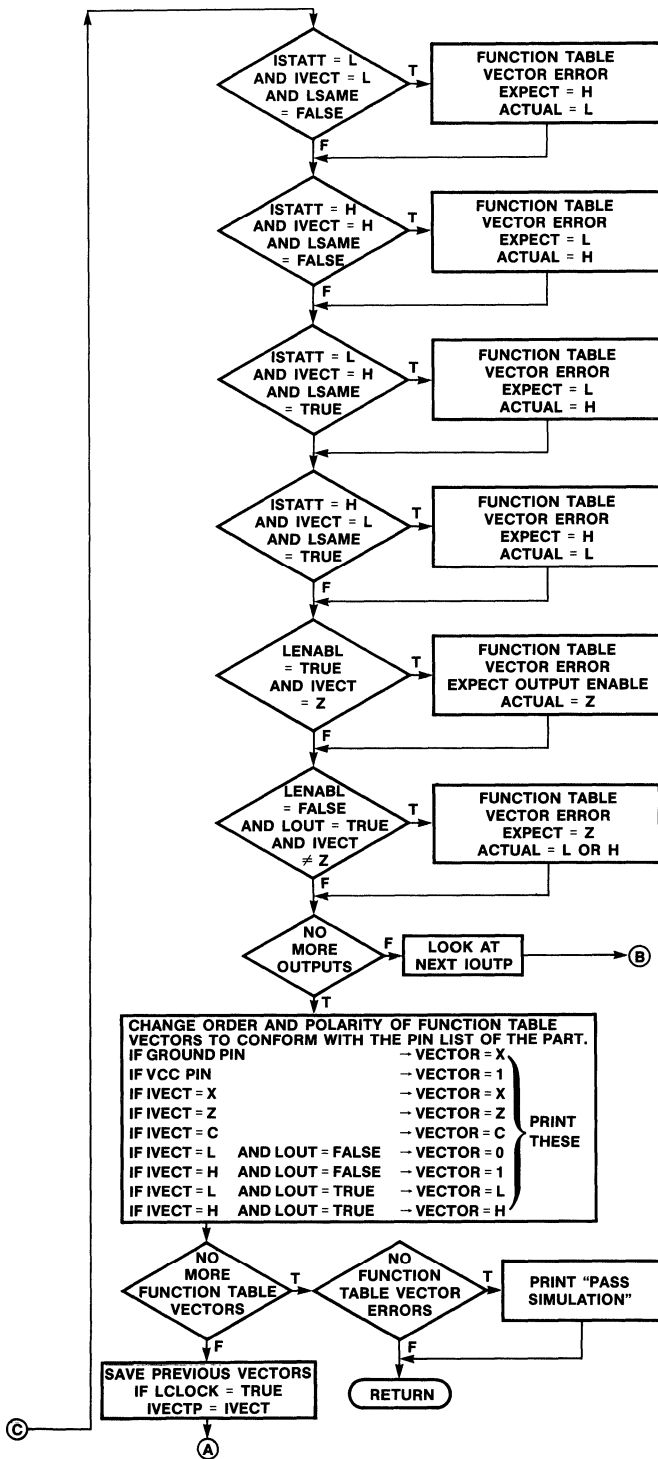 ISTATT = L
AND IVECT = L
AND LSAME
= FALSE
T
FUNCTION TABLE
VECTOR ERROR
EXPECT = H
ACTUAL = L
F
ISTATT = H
AND IVECT = H
AND LSAME
= FALSE
T
FUNCTION TABLE
VECTOR ERROR
EXPECT = L
ACTUAL = H
F
ISTATT = L
AND IVECT = H
AND LSAME
= TRUE
T
FUNCTION TABLE
VECTOR ERROR
EXPECT = L
ACTUAL = H
ISTATT = H
AND IVECT = L
AND LSAME
= TRUE
T
FUNCTION TABLE
VECTOR ERROR
EXPECT = H
ACTUAL = L
F
LENABL
= TRUE
AND IVECT
= Z
T
FUNCTION TABLE
VECTOR ERROR
EXPECT OUTPUT ENABLE
ACTUAL = Z
F
LENABL
= FALSE
AND LOUT = TRUE
AND IVECT
≠ Z
T
FUNCTION TABLE
VECTOR ERROR
EXPECT = Z
ACTUAL = L OR H
F
NO
MORE
OUTPUTS
F
LOOK AT
NEXT IOUTP
B
T
CHANGE ORDER AND POLARITY OF FUNCTION TABLE
VECTORS TO CONFORM WITH THE PIN LIST OF THE PART.
IF GROUND PIN → VECTOR = X
IF VCC PIN → VECTOR = 1
IF IVECT = X → VECTOR = X
IF IVECT = Z → VECTOR = Z
IF IVECT = C → VECTOR = C
IF IVECT = L AND LOUT = FALSE → VECTOR = 0
IF IVECT = H AND LOUT = FALSE → VECTOR = 1
IF IVECT = L AND LOUT = TRUE → VECTOR = L
IF IVECT = H AND LOUT = TRUE → VECTOR = H
PRINT
THESE
NO
MORE
FUNCTION TABLE
VECTORS
T
NO
FUNCTION
TABLE VECTOR
ERRORS
T
PRINT “PASS
SIMULATION”
F
F
SAVE PREVIOUS VECTORS
IF LCLOCK = TRUE
IVECTP = IVECT
RETURN
C
A